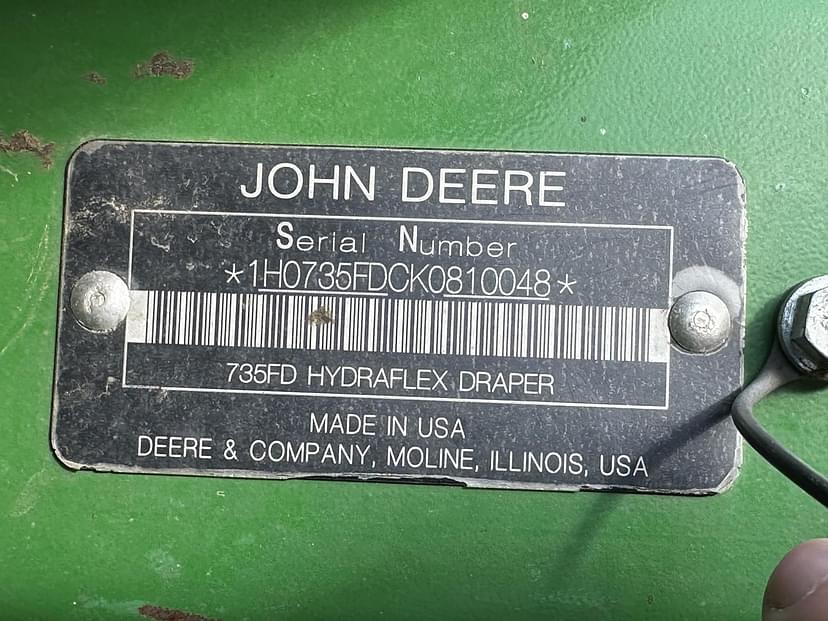 JOHN DEERE
Serial Number
*1H0735FDCK0810048*
735FD HYDRAFLEX DRAPER
MADE IN USA
DEERE & COMPANY, MOLINE, ILLINOIS, USA